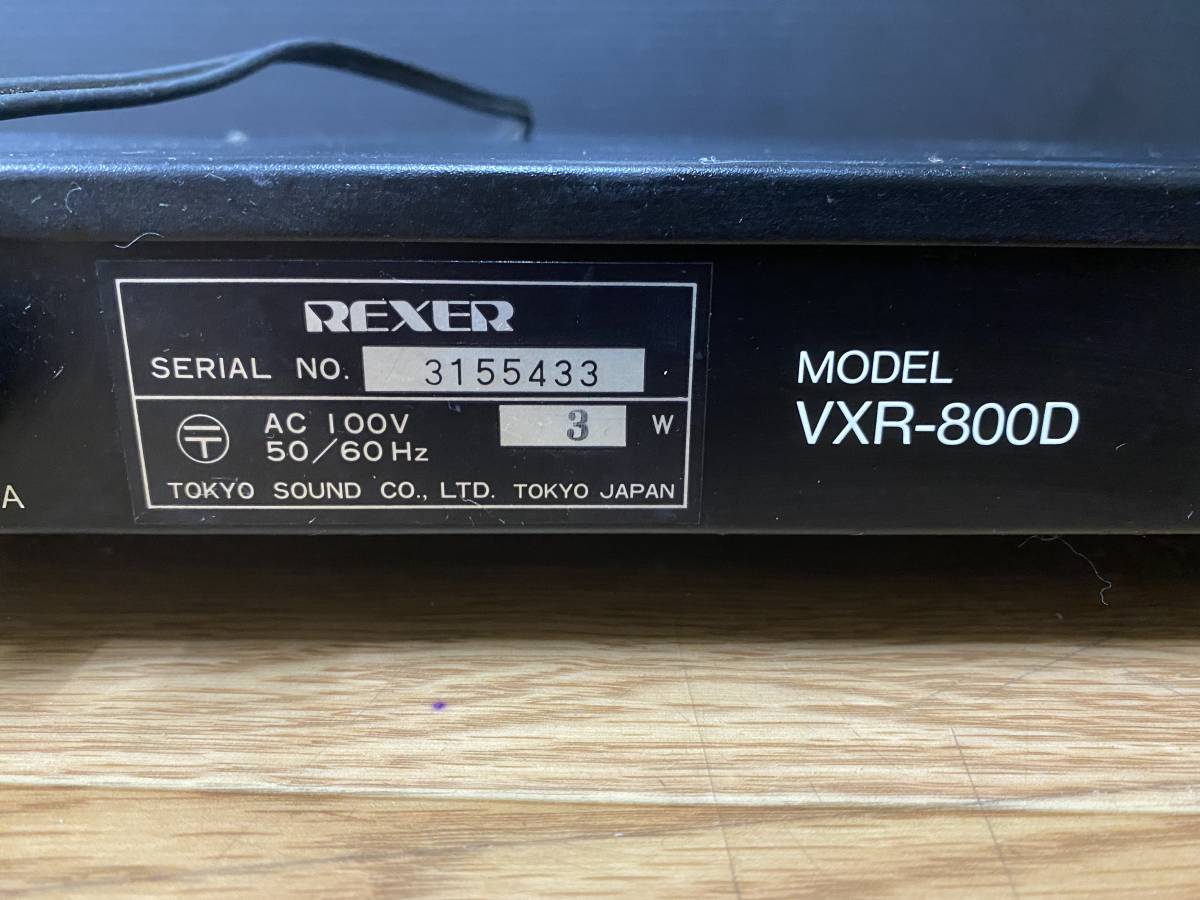 REXER
SERIAL NO. 3155433
AC 100V 3 W
50/60Hz
TOKYO SOUND CO., LTD. TOKYO JAPAN
MODEL
VXR-800D
A